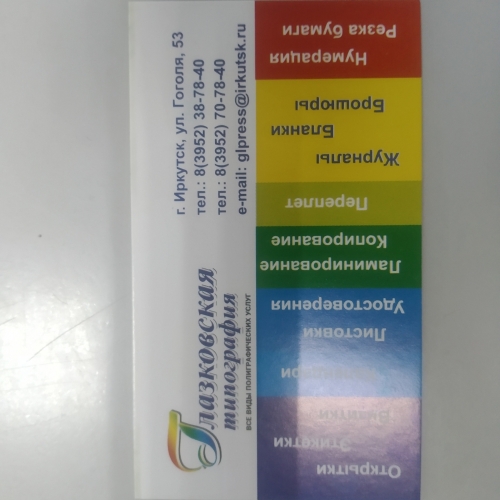 Глазковская
типография
ВСЕ ВИДЫ ПОЛИГРАФИЧЕСКИХ УСЛУГ
г. Иркутск, ул. Гоголя, 53
тел.: 8(3952) 38-78-40
тел.: 8(3952) 70-78-40
e-mail: glpress@irkutsk.ru
Открытки
Этикетки
Визитки
Листовки
Удостоверения
Ламинирование
Копирование
Переплет
Журналы
Бланки
Брошюры
Нумерация
Резка бумаги